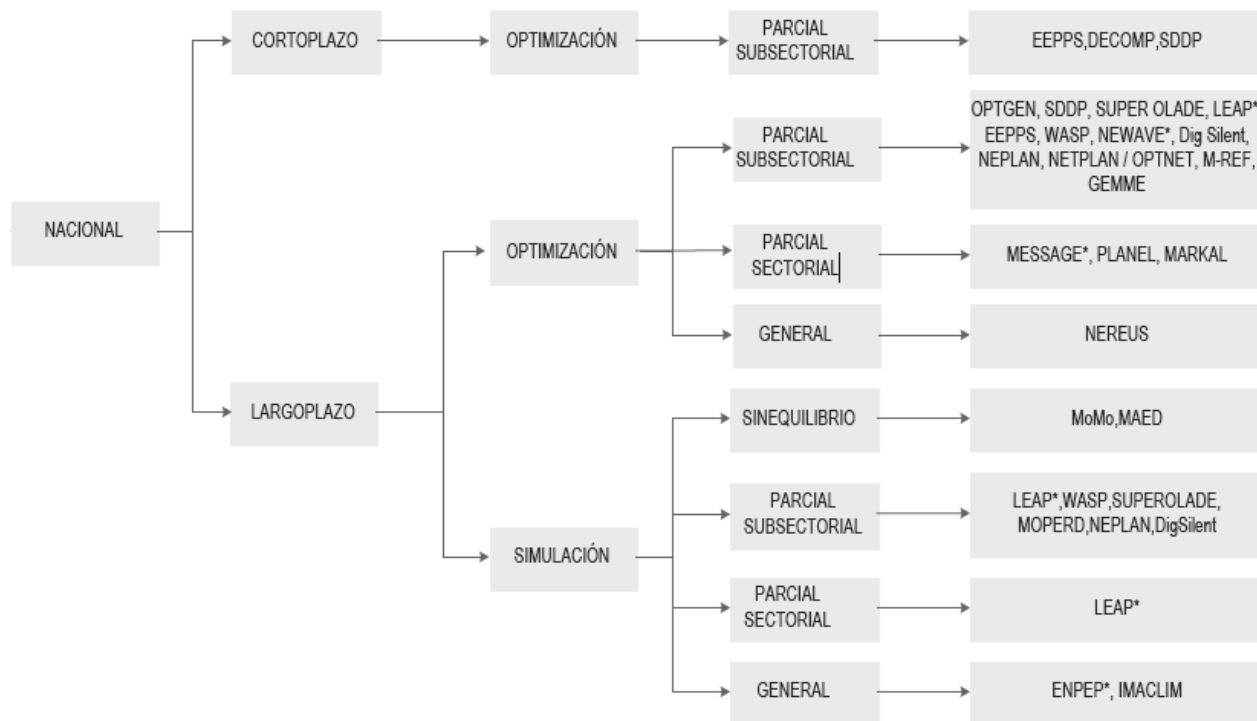 CORTOPLAZO
OPTIMIZACIÓN
PARCIAL
SUBSECTORIAL
EEPPS,DECOMP,SDDP
NACIONAL
LARGOPLAZO
OPTIMIZACIÓN
PARCIAL
SUBSECTORIAL
OPTGEN, SDDP, SUPER OLADE, LEAP*
EEPPS, WASP, NEWAVE*, Dig Silent,
NEPLAN, NETPLAN / OPTNET, M-REF,
GEMME
PARCIAL
SECTORIAL
MESSAGE*, PLANEL, MARKAL
GENERAL
NEREUS
SIMULACIÓN
SINEQUILIBRIO
MoMo,MAED
PARCIAL
SUBSECTORIAL
LEAP*,WASP,SUPEROLADE,
MOPERD,NEPLAN,DigSilent
PARCIAL
SECTORIAL
LEAP*
GENERAL
ENPEP*, IMACLIM